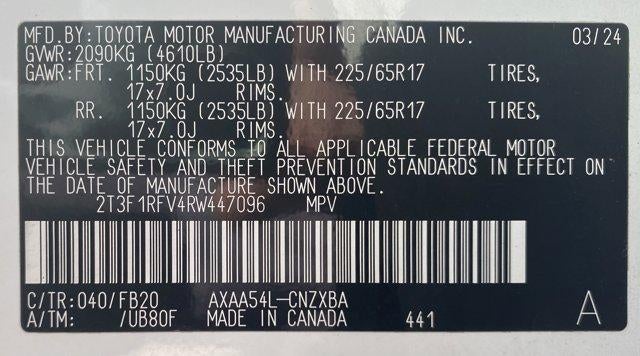 MFD.BY:TOYOTA MOTOR MANUFACTURING CANADA INC. 03/24
GVWR:2090KG (4610LB)
GAWR:FRT. 1150KG (2535LB) WITH 225/65R17 TIRES,
17x7.0J RIMS.
RR. 1150KG (2535LB) WITH 225/65R17 TIRES,
17x7.0J RIMS.
THIS VEHICLE CONFORMS TO ALL APPLICABLE FEDERAL MOTOR
VEHICLE SAFETY AND THEFT PREVENTION STANDARDS IN EFFECT ON
THE DATE OF MANUFACTURE SHOWN ABOVE.
2T3F1RFV4RW447096 MPV
C/TR:040/FB20 AXAA54L-CNZXBA
A/TM: /UB80F MADE IN CANADA 441 A